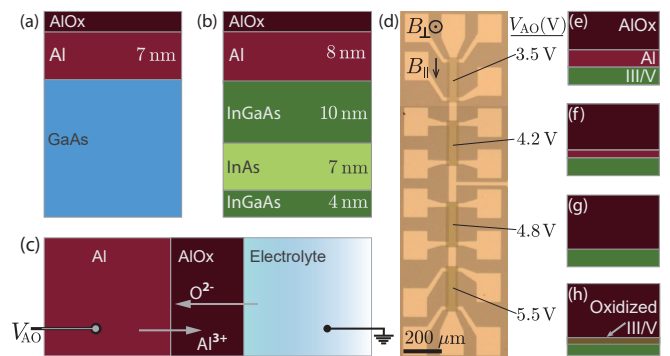 (a)
AlOx
Al 7 nm
GaAs
(b)
AlOx
Al 8 nm
InGaAs 10 nm
InAs 7 nm
InGaAs 4 nm
(c)
Al
AlOx
Electrolyte
O²⁻
Al³⁺
V_AO
(d)
B⊥
B∥
200 μm
V_AO(V)
3.5 V
4.2 V
4.8 V
5.5 V
(e)
AlOx
Al
III/V
(f)
(g)
(h)
Oxidized
III/V